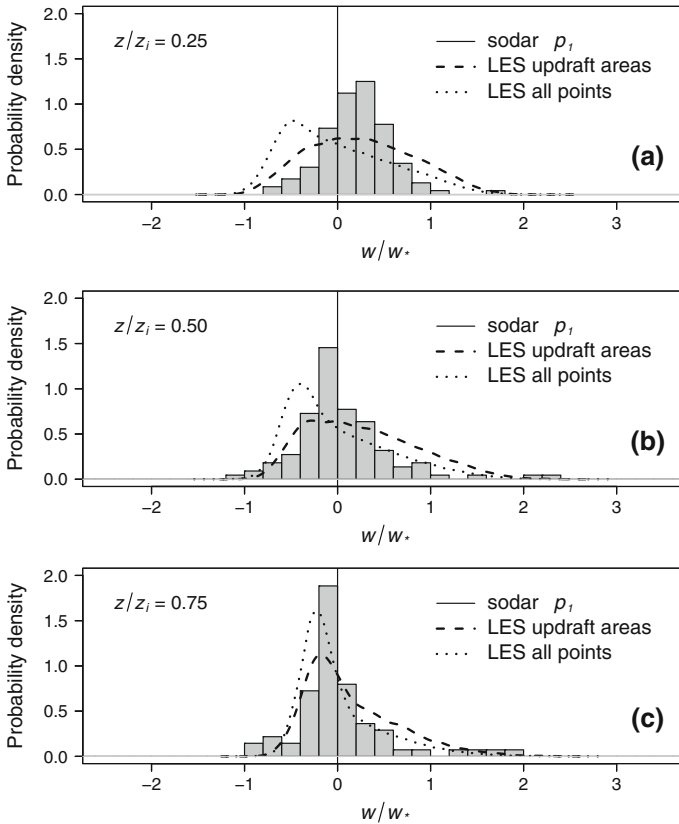 Probability density
2.0
1.5
1.0
0.5
0.0
z/z_i = 0.25
sodar p_1
LES updraft areas
LES all points
(a)
−2 −1 0 1 2 3
w/w_*
Probability density
2.0
1.5
1.0
0.5
0.0
z/z_i = 0.50
sodar p_1
LES updraft areas
LES all points
(b)
−2 −1 0 1 2 3
w/w_*
Probability density
2.0
1.5
1.0
0.5
0.0
z/z_i = 0.75
sodar p_1
LES updraft areas
LES all points
(c)
−2 −1 0 1 2 3
w/w_*